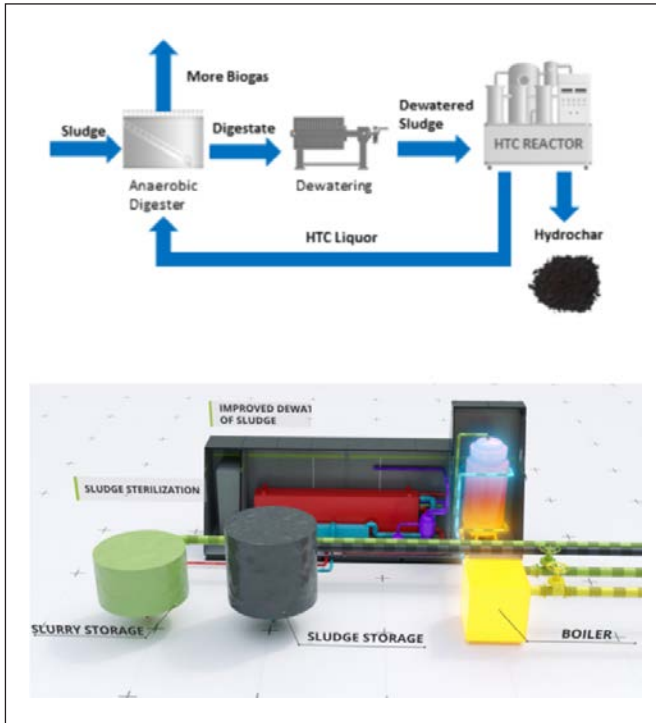 More Biogas
Sludge
Digestate
Dewatered
Sludge
HTC REACTOR
Anaerobic
Digester
Dewatering
HTC Liquor
Hydrochar
IMPROVED DEWAT
OF SLUDGE
SLUDGE STERILIZATION
SLURRY STORAGE
SLUDGE STORAGE
BOILER